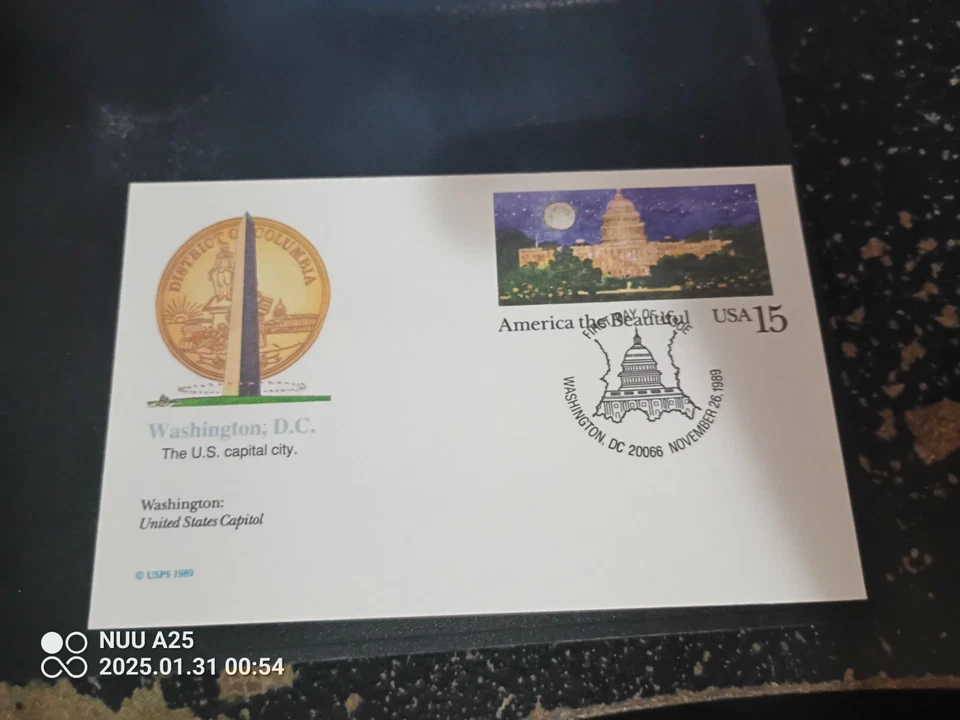 DISTRICT OF COLUMBIA
Washington, D.C.
The U.S. capital city.
Washington:
United States Capitol
© USPS 1989
America the Beautiful
USA 15
FIRST DAY OF ISSUE
WASHINGTON, DC 20066 NOVEMBER 26, 1989
NUU A25
2025.01.31 00:54